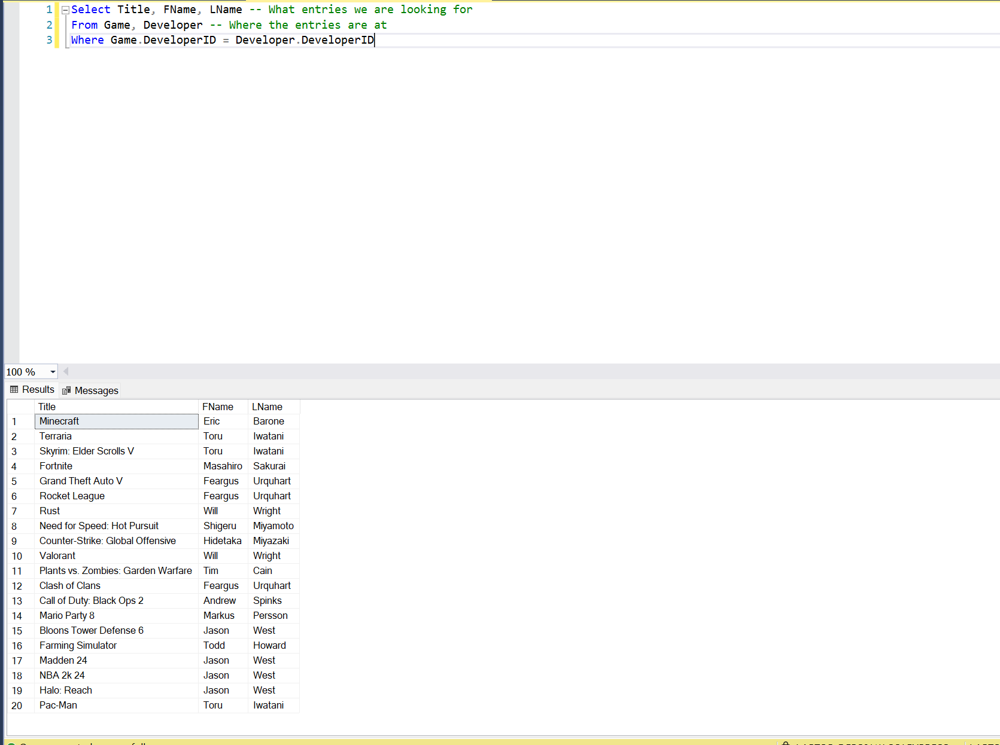 1 Select Title, FName, LName -- What entries we are looking for
2 From Game, Developer -- Where the entries are at
3 Where Game.DeveloperID = Developer.DeveloperID
100 %
Results Messages
Title FName LName
1 Minecraft Eric Barone
2 Terraria Toru Iwatani
3 Skyrim: Elder Scrolls V Toru Iwatani
4 Fortnite Masahiro Sakurai
5 Grand Theft Auto V Feargus Urquhart
6 Rocket League Feargus Urquhart
7 Rust Will Wright
8 Need for Speed: Hot Pursuit Shigeru Miyamoto
9 Counter-Strike: Global Offensive Hidetaka Miyazaki
10 Valorant Will Wright
11 Plants vs. Zombies: Garden Warfare Tim Cain
12 Clash of Clans Feargus Urquhart
13 Call of Duty: Black Ops 2 Andrew Spinks
14 Mario Party 8 Markus Persson
15 Bloons Tower Defense 6 Jason West
16 Farming Simulator Todd Howard
17 Madden 24 Jason West
18 NBA 2k 24 Jason West
19 Halo: Reach Jason West
20 Pac-Man Toru Iwatani